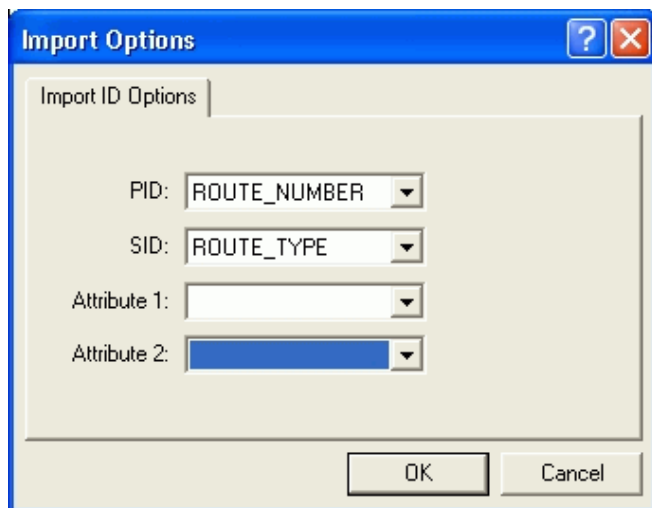 Import Options
Import ID Options
PID: ROUTE_NUMBER
SID: ROUTE_TYPE
Attribute 1:
Attribute 2:
OK Cancel